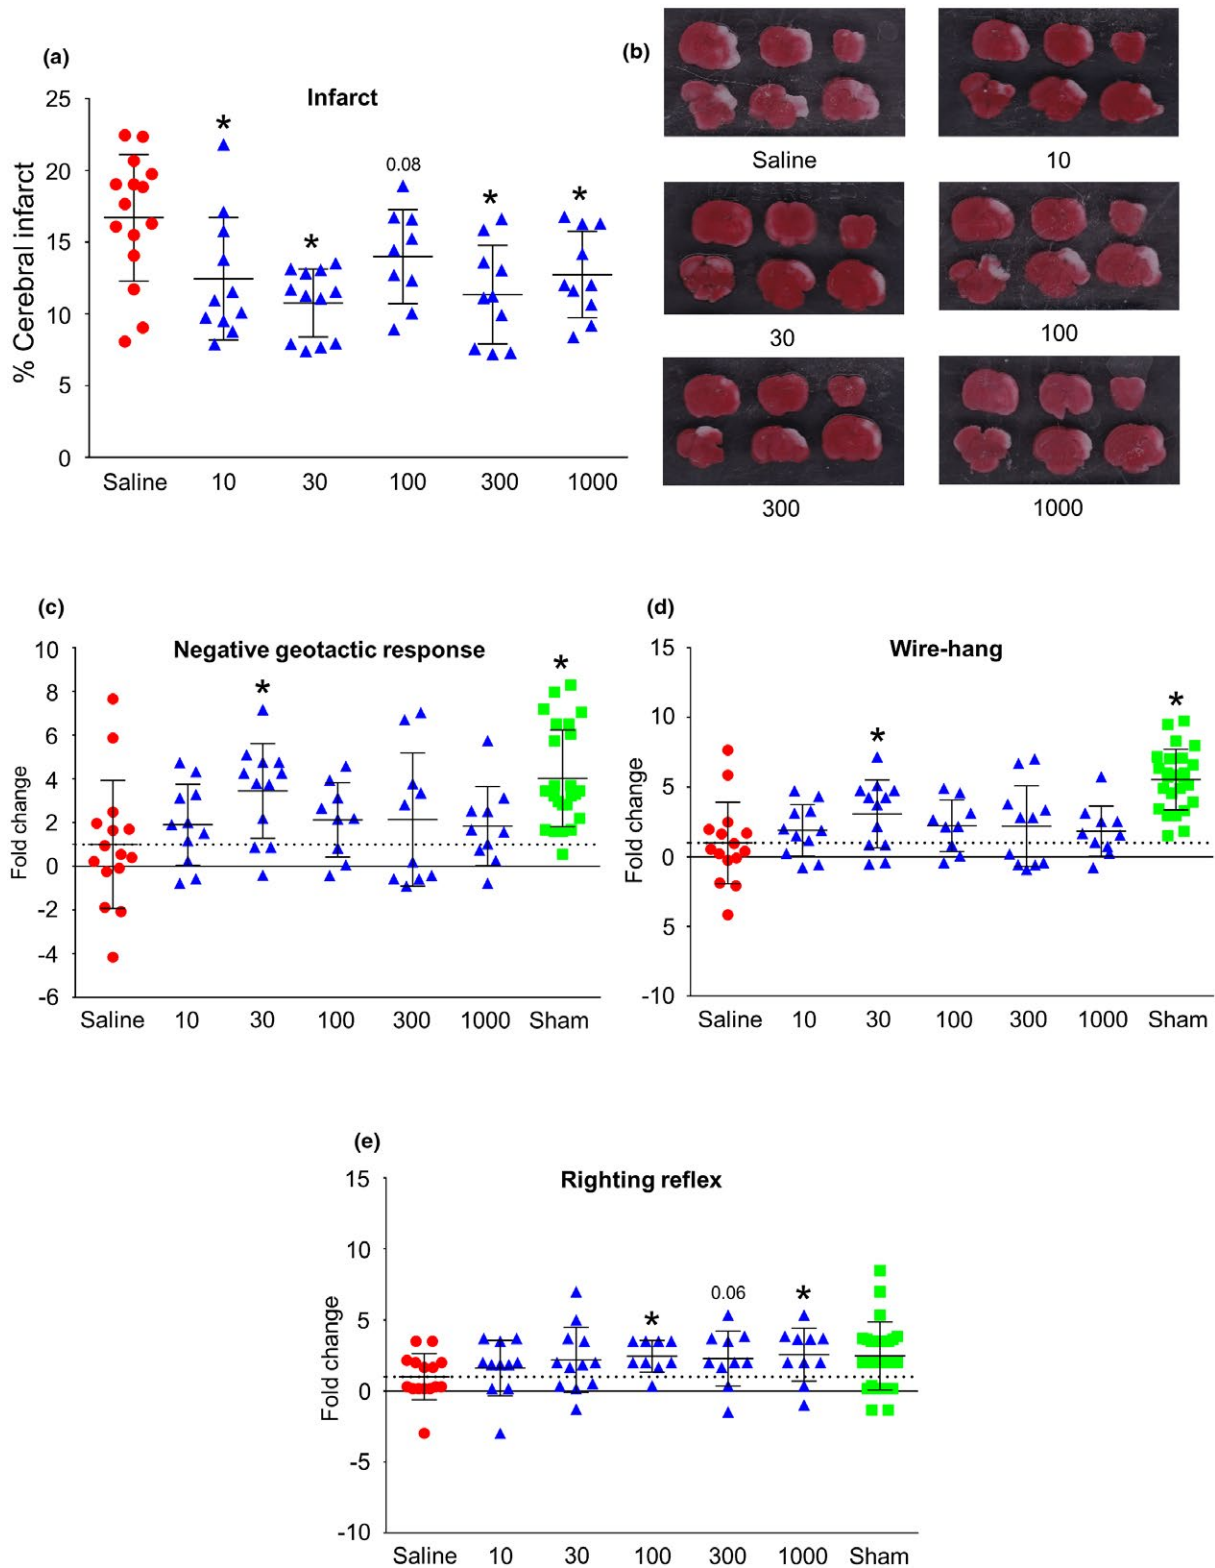 (a)
Infarct
% Cerebral infarct
25
20
15
10
5
0
*
*
0.08
*
*
Saline 10 30 100 300 1000
(b)
Saline 10
30 100
300 1000
(c)
Negative geotactic response
Fold change
10
8
6
4
2
0
-2
-4
-6
*
*
Saline 10 30 100 300 1000 Sham
(d)
Wire-hang
Fold change
15
10
5
0
5
-10
*
*
Saline 10 30 100 300 1000 Sham
(e)
Righting reflex
Fold change
15
10
5
0
-5
-10
*
0.06
*
Saline 10 30 100 300 1000 Sham